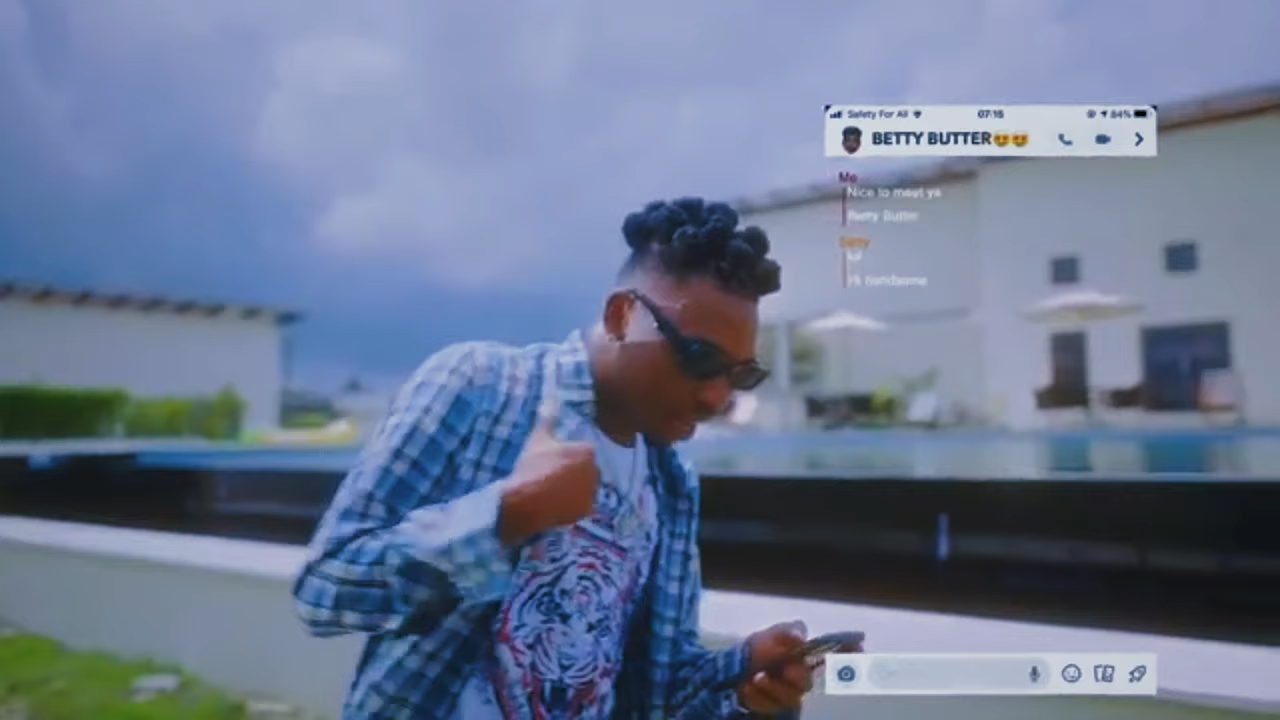 Safety For All 07:15 84%
BETTY BUTTER😍😍
Me
Nice to meet ya
Betty Butter
Betty
Hi handsome